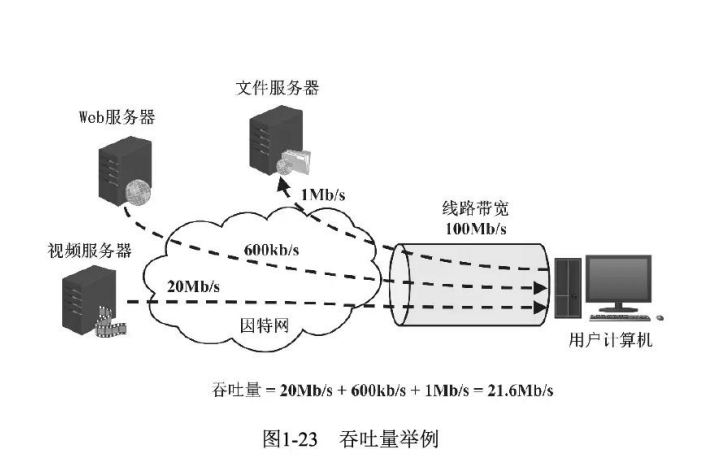 文件服务器
Web服务器
1Mb/s
线路带宽
100Mb/s
视频服务器
600kb/s
20Mb/s
因特网
用户计算机
吞吐量 = 20Mb/s + 600kb/s + 1Mb/s = 21.6Mb/s
图1-23 吞吐量举例